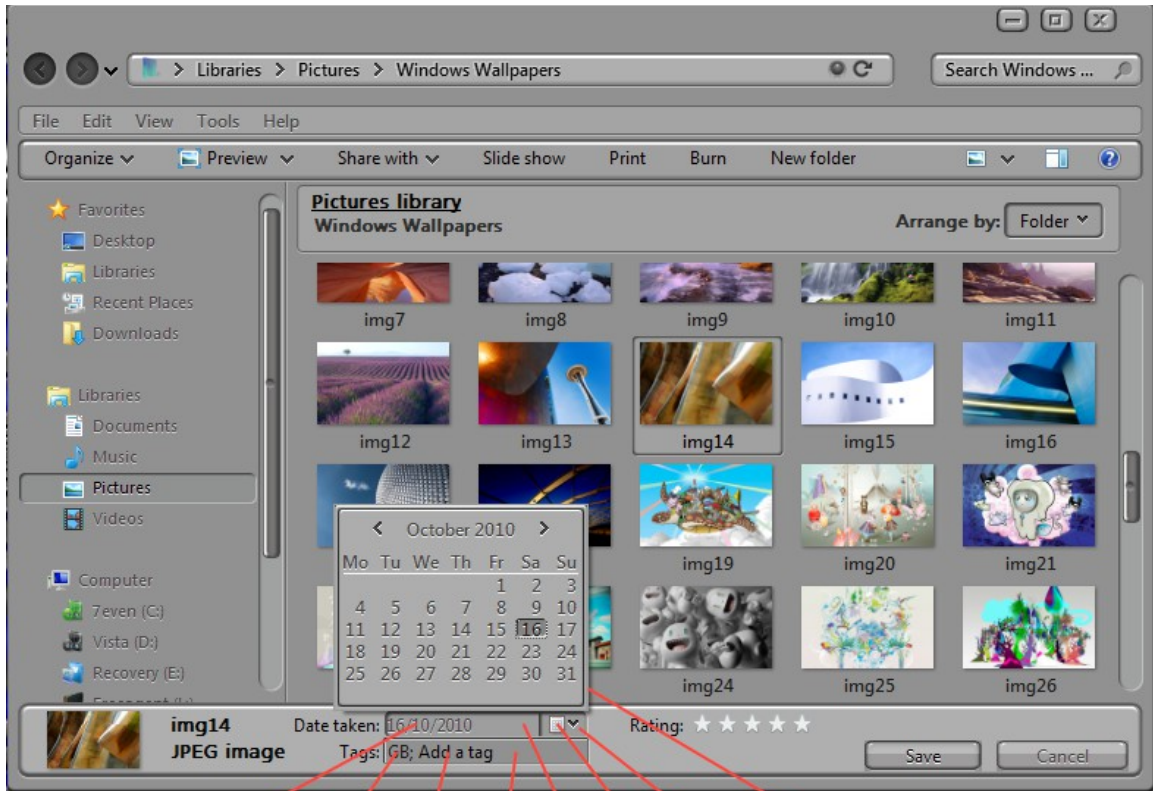 Libraries > Pictures > Windows Wallpapers
Search Windows ...
File Edit View Tools Help
Organize Preview Share with Slide show Print Burn New folder
Favorites
Desktop
Libraries
Recent Places
Downloads
Libraries
Documents
Music
Pictures
Videos
Computer
7even (C:)
Vista (D:)
Recovery (E:)
Pictures library
Windows Wallpapers
Arrange by: Folder
img7 img8 img9 img10 img11
img12 img13 img14 img15 img16
img19 img20 img21
img24 img25 img26
October 2010
Mo Tu We Th Fr Sa Su
1 2 3
4 5 6 7 8 9 10
11 12 13 14 15 16 17
18 19 20 21 22 23 24
25 26 27 28 29 30 31
img14
JPEG image
Date taken: 16/10/2010
Tags: GB; Add a tag
Rating:
Save Cancel